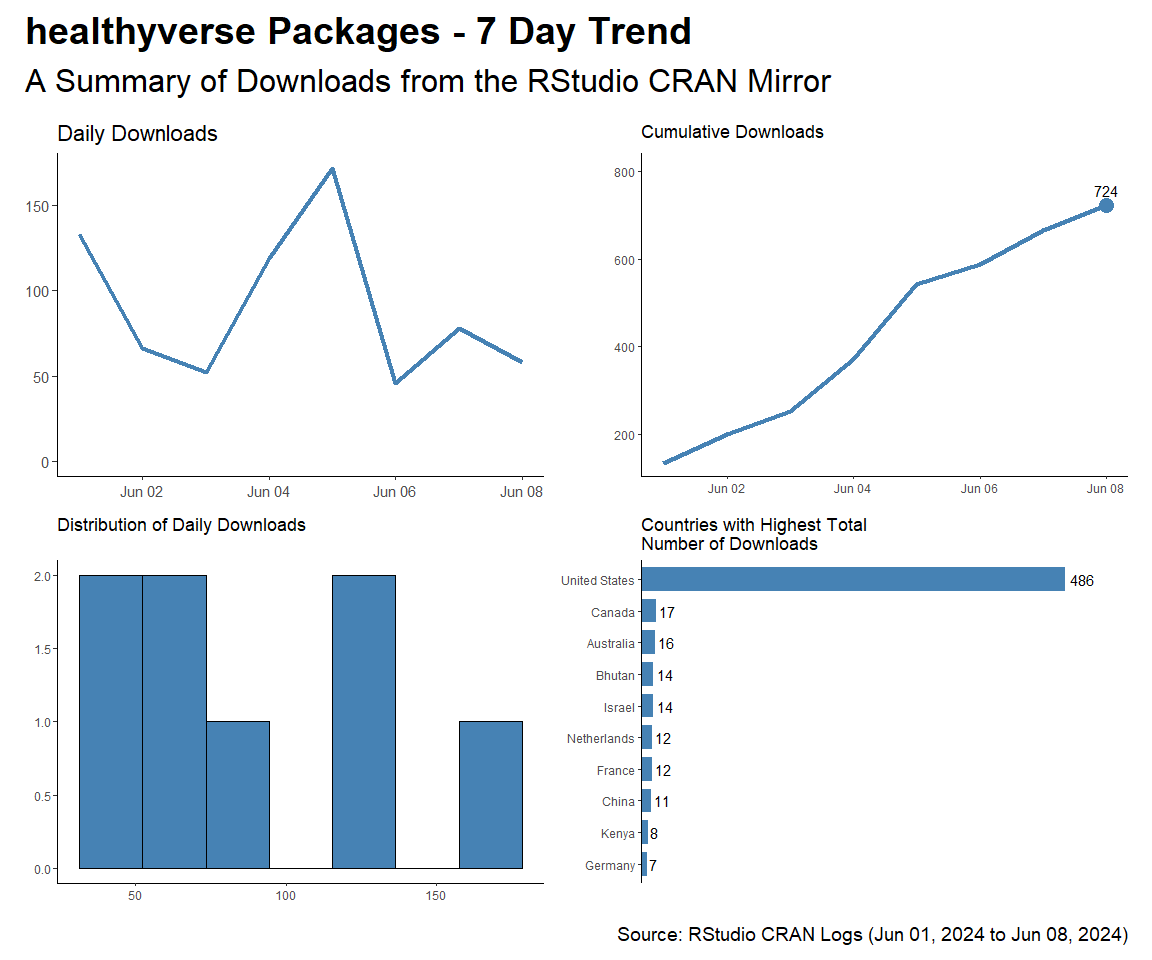 healthyverse Packages - 7 Day Trend
A Summary of Downloads from the RStudio CRAN Mirror
Daily Downloads
150
100
50
0
Jun 02 Jun 04 Jun 06 Jun 08
Cumulative Downloads
800
600
400
200
724
Jun 02 Jun 04 Jun 06 Jun 08
Distribution of Daily Downloads
2.0
1.5
1.0
0.5
0.0
50 100 150
Countries with Highest Total
Number of Downloads
United States 486
Canada 17
Australia 16
Bhutan 14
Israel 14
Netherlands 12
France 12
China 11
Kenya 8
Germany 7
Source: RStudio CRAN Logs (Jun 01, 2024 to Jun 08, 2024)